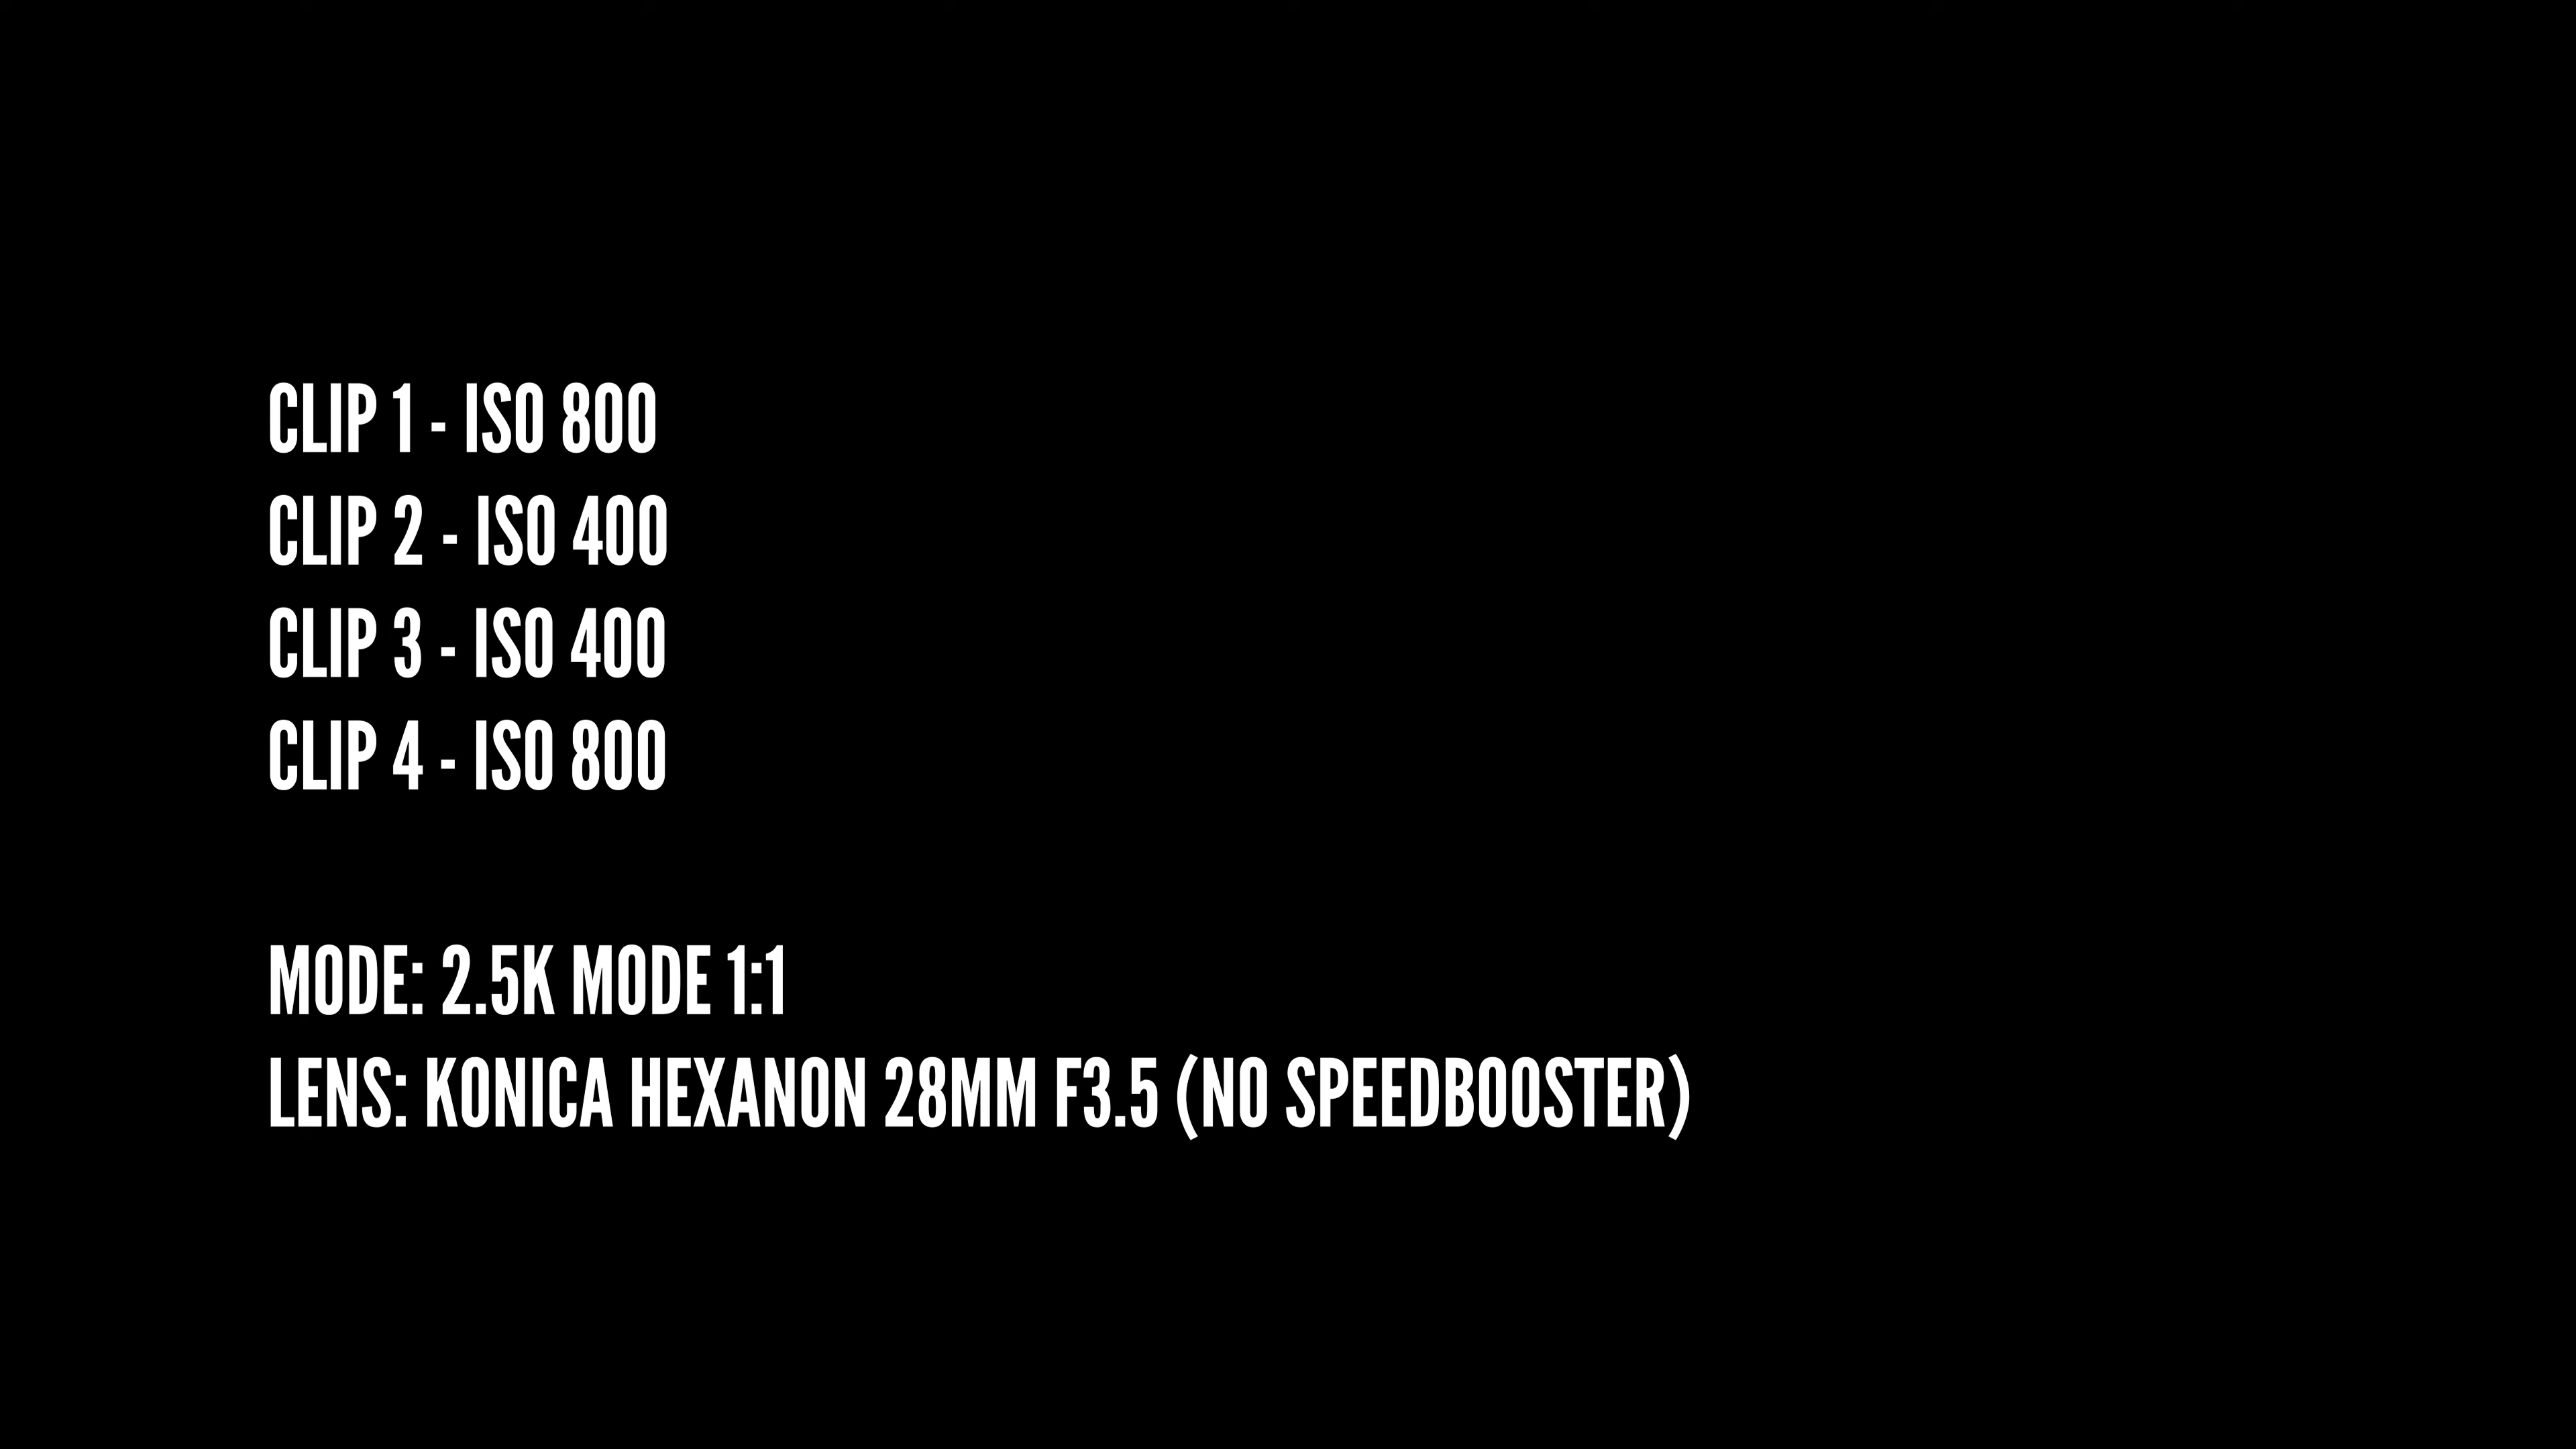 CLIP 1 - ISO 800
CLIP 2 - ISO 400
CLIP 3 - ISO 400
CLIP 4 - ISO 800
MODE: 2.5K MODE 1:1
LENS: KONICA HEXANON 28MM F3.5 (NO SPEEDBOOSTER)